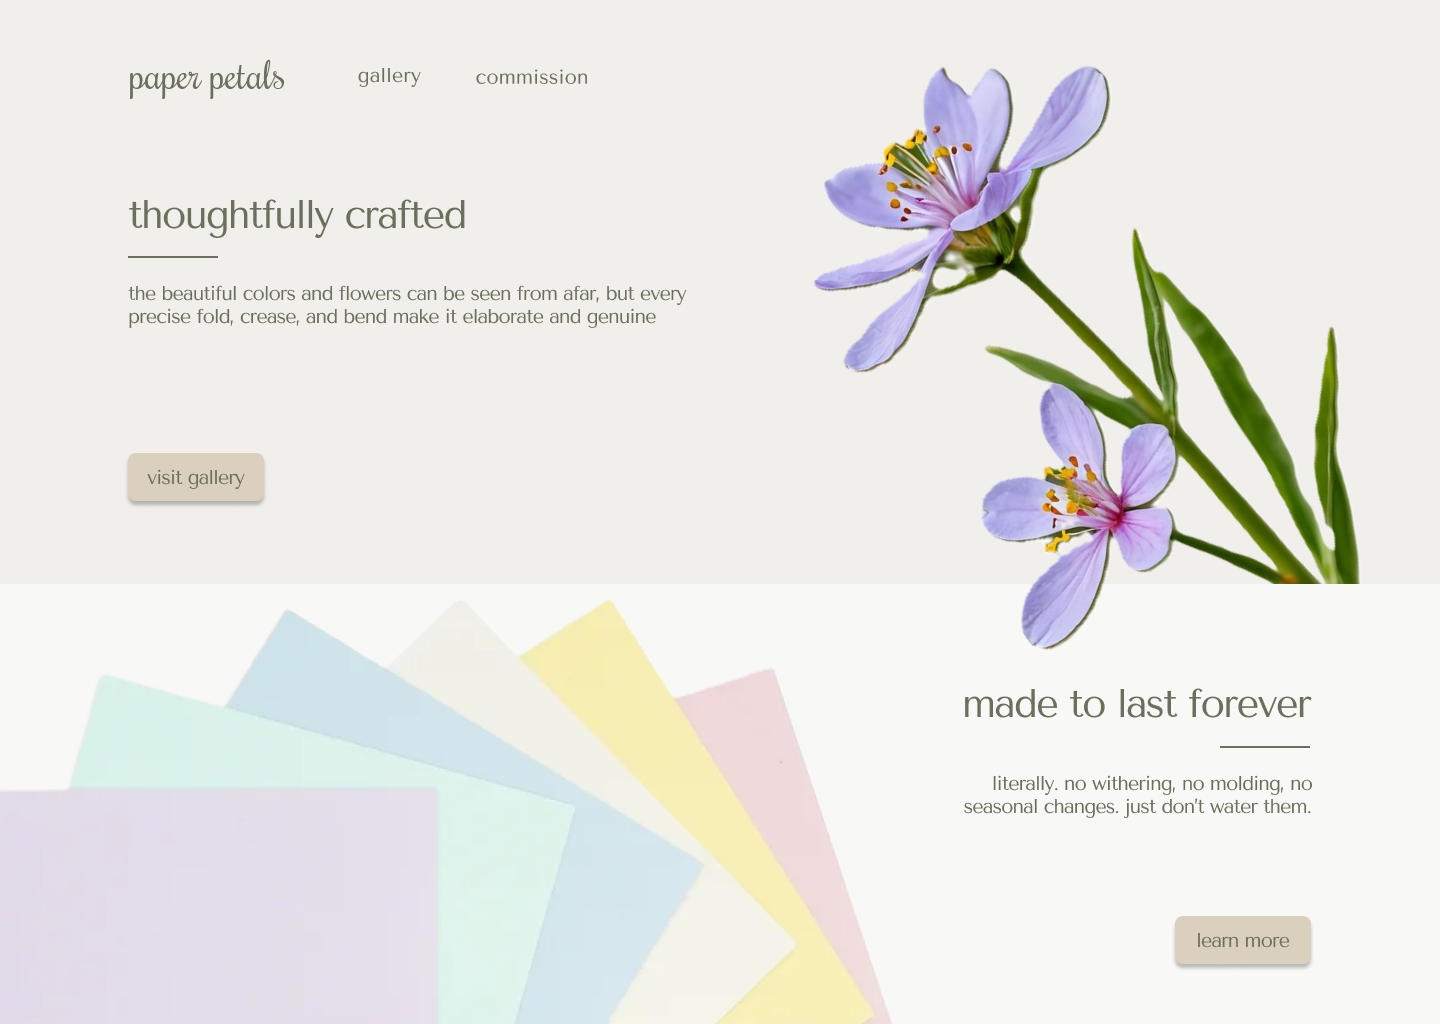 paper petals
gallery
commission
thoughtfully crafted
the beautiful colors and flowers can be seen from afar, but every
precise fold, crease, and bend make it elaborate and genuine
visit gallery
made to last forever
literally. no withering, no molding, no
seasonal changes. just don't water them.
learn more